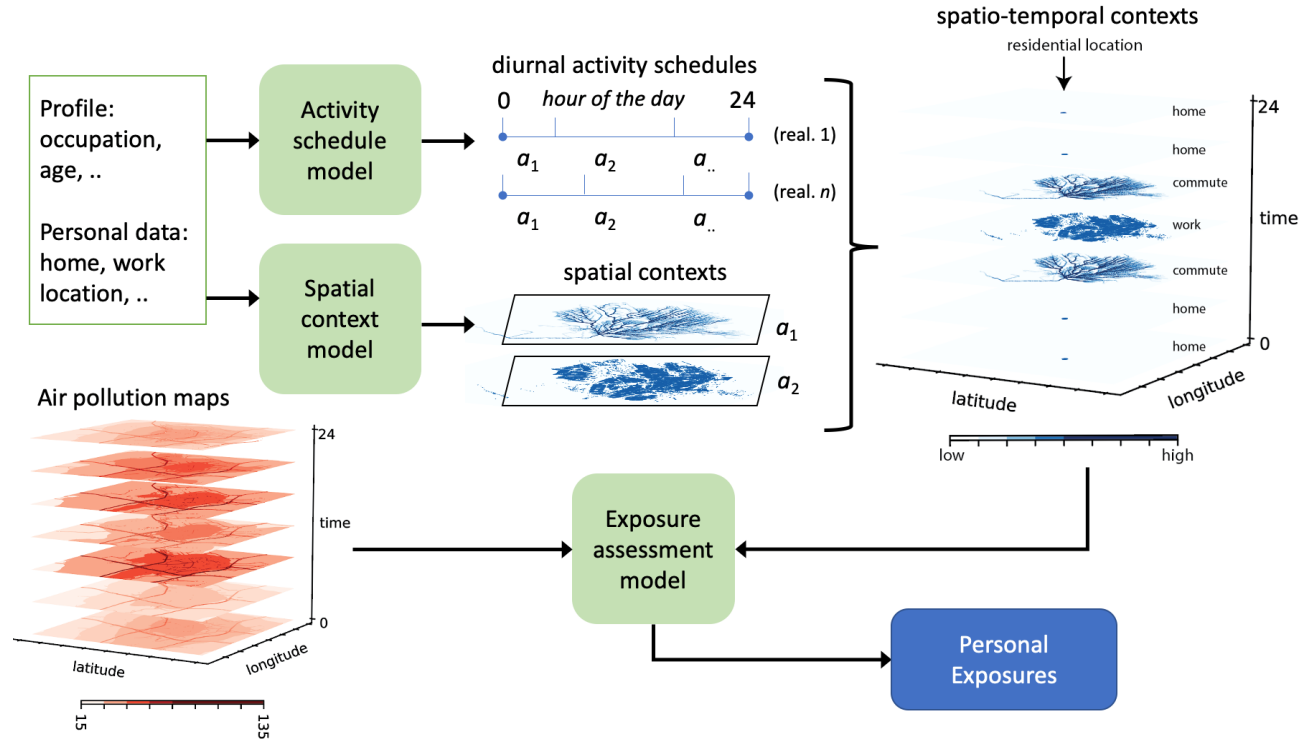 Profile:
occupation,
age, ..
Personal data:
home, work
location, ..
Activity
schedule
model
Spatial
context
model
diurnal activity schedules
0 hour of the day 24
(real. 1)
a1 a2 a..
(real. n)
a1 a2 a..
spatial contexts
a1
a2
spatio-temporal contexts
residential location
24
home
home
commute
work
time
commute
home
home
0
latitude
longitude
low high
Air pollution maps
24
time
0
latitude
longitude
15 135
Exposure
assessment
model
Personal
Exposures